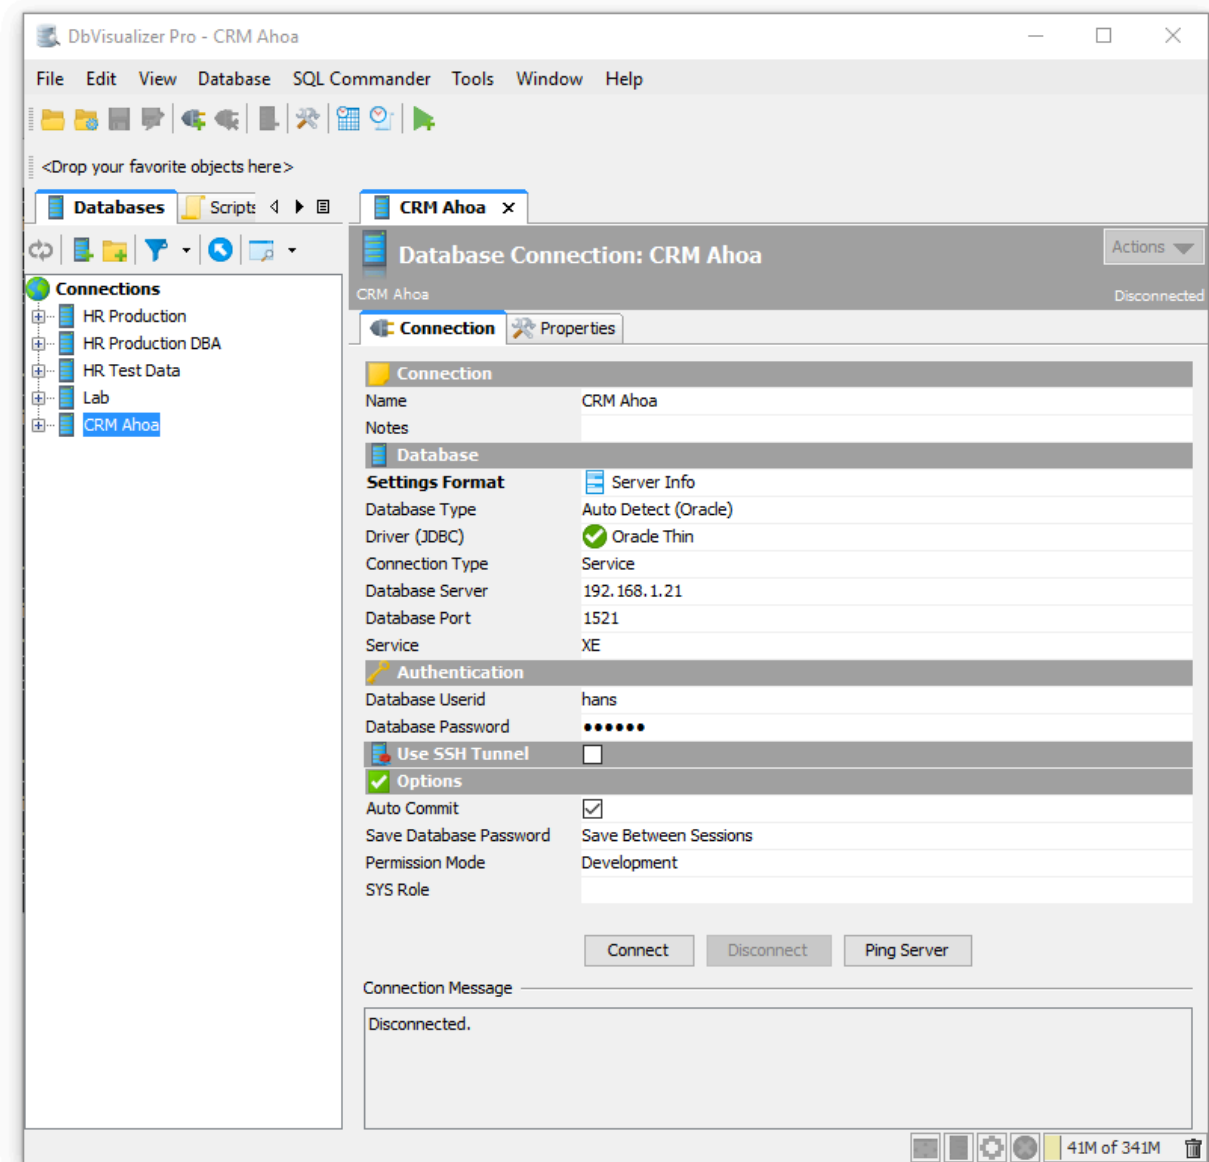 DbVisualizer Pro - CRM Ahoa
File Edit View Database SQL Commander Tools Window Help
<Drop your favorite objects here>
Databases Scripts
CRM Ahoa
Database Connection: CRM Ahoa
Actions
CRM Ahoa
Disconnected
Connections
HR Production
HR Production DBA
HR Test Data
Lab
CRM Ahoa
Connection Properties
Connection
Name CRM Ahoa
Notes
Database
Settings Format Server Info
Database Type Auto Detect (Oracle)
Driver (JDBC) Oracle Thin
Connection Type Service
Database Server 192.168.1.21
Database Port 1521
Service XE
Authentication
Database Userid hans
Database Password ••••••
Use SSH Tunnel
Options
Auto Commit
Save Database Password Save Between Sessions
Permission Mode Development
SYS Role
Connect Disconnect Ping Server
Connection Message
Disconnected.
41M of 341M